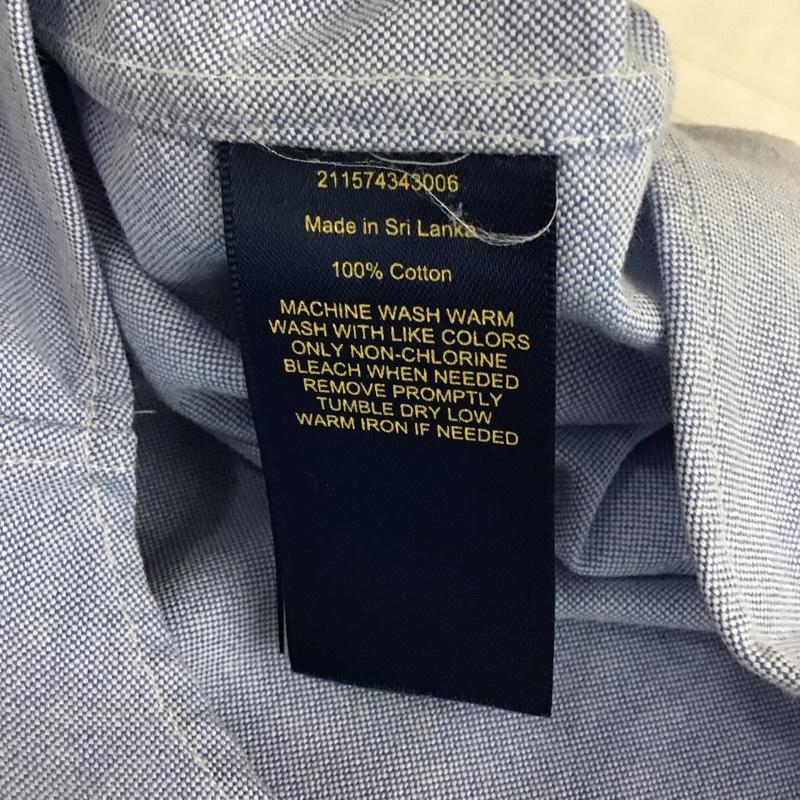 211574343006
Made in Sri Lanka
100% Cotton
MACHINE WASH WARM
WASH WITH LIKE COLORS
ONLY NON-CHLORINE
BLEACH WHEN NEEDED
REMOVE PROMPTLY
TUMBLE DRY LOW
WARM IRON IF NEEDED